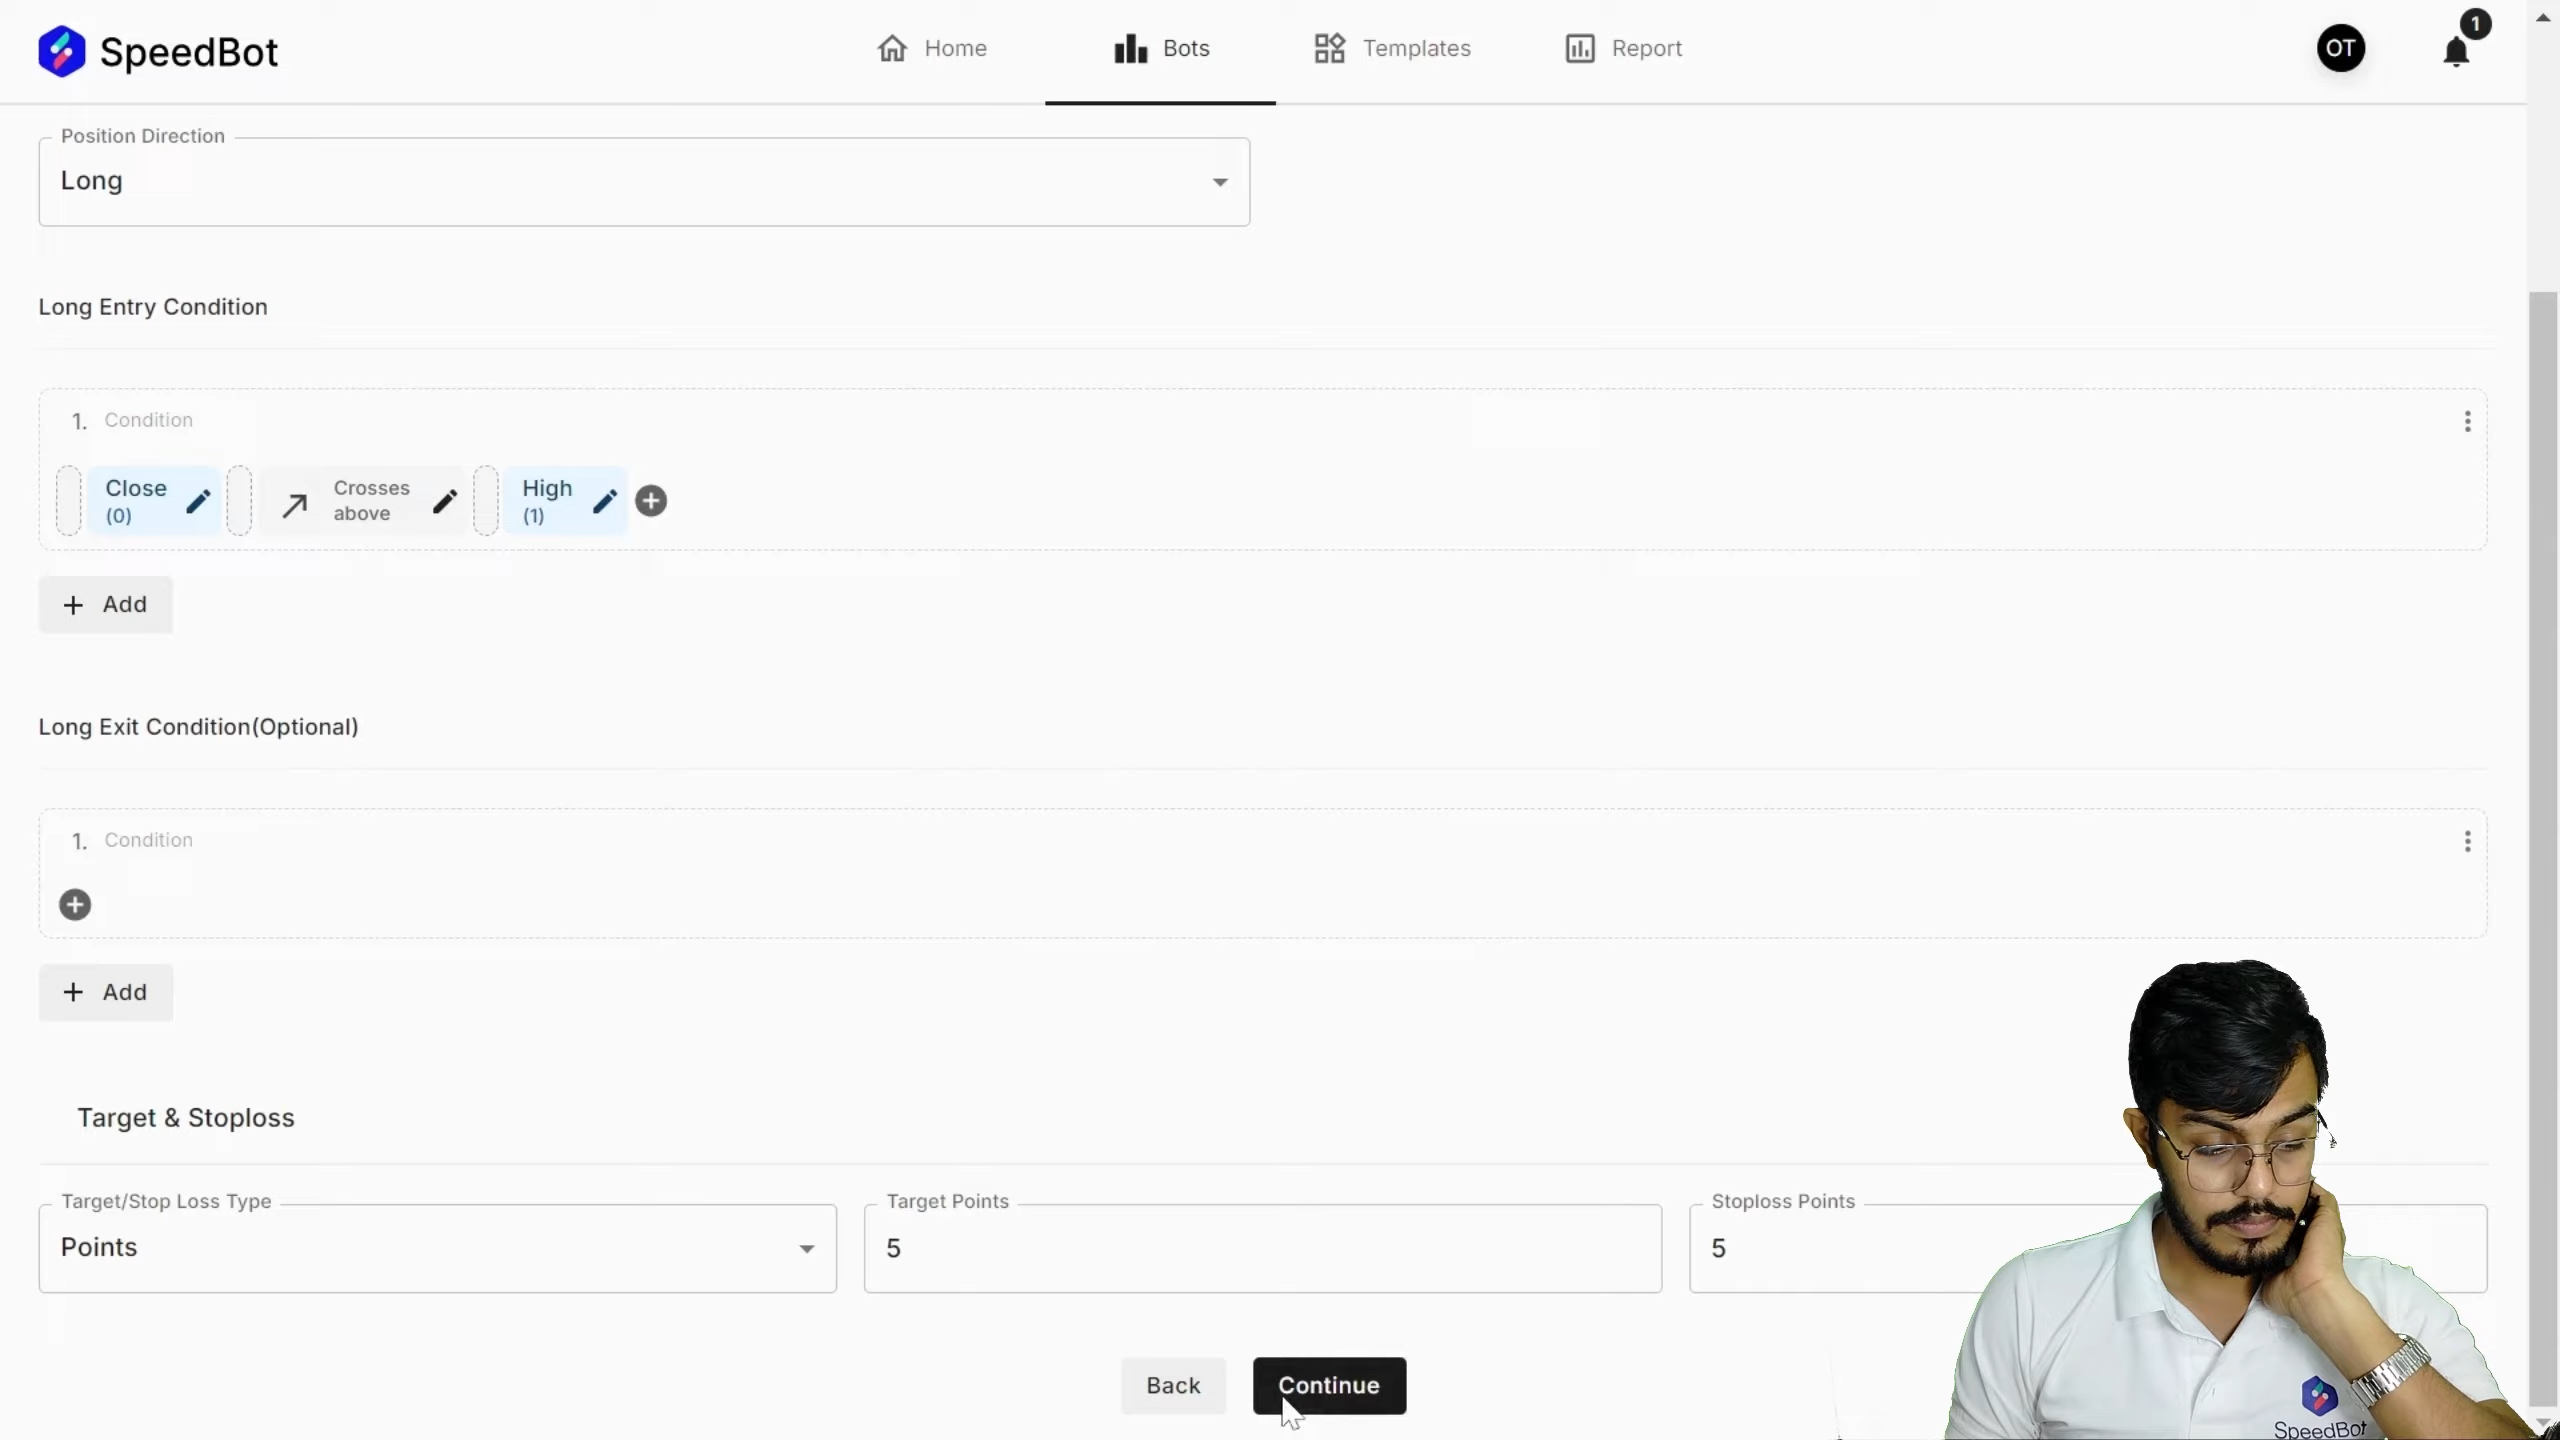 SpeedBot
Home
Bots
Templates
Report
OT
1
Position Direction
Long
Long Entry Condition
1. Condition
Close
(0)
Crosses
above
High
(1)
+ Add
Long Exit Condition(Optional)
1. Condition
+ Add
Target & Stoploss
Target/Stop Loss Type
Points
Target Points
5
Stoploss Points
5
Back
Continue
SpeedBot